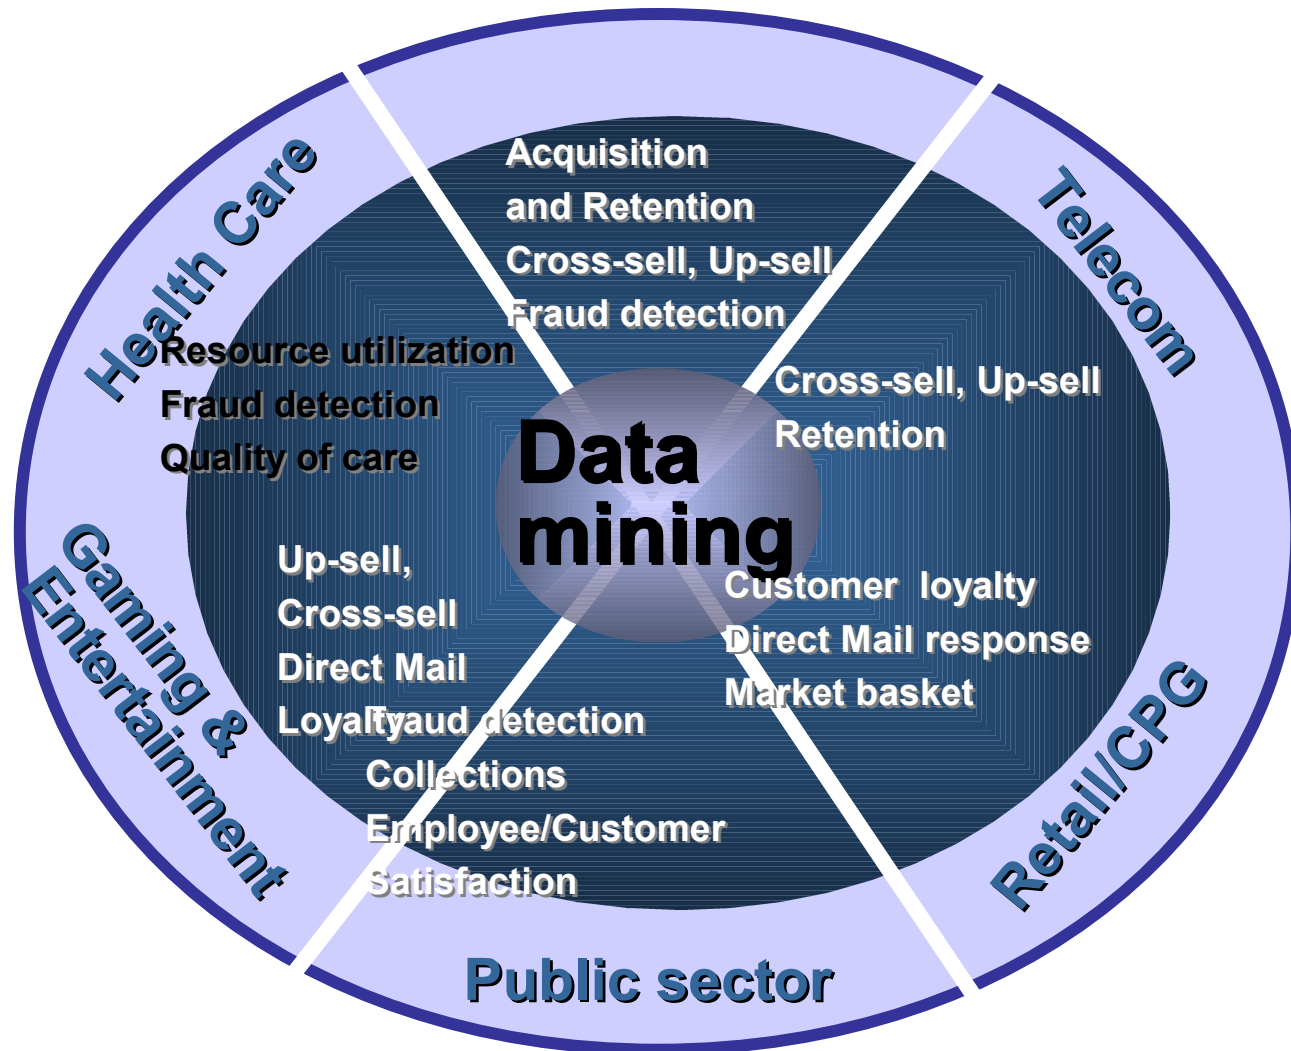 Acquisition
and Retention
Cross-sell, Up-sell
Fraud detection
Health Care
Resource utilization
Fraud detection
Quality of care
Telecom
Cross-sell, Up-sell
Retention
Data
mining
Gaming &
Entertainment
Up-sell,
Cross-sell
Direct Mail
Loyalty
Customer loyalty
Direct Mail response
Market basket
Retail/CPG
Fraud detection
Collections
Employee/Customer
Satisfaction
Public sector